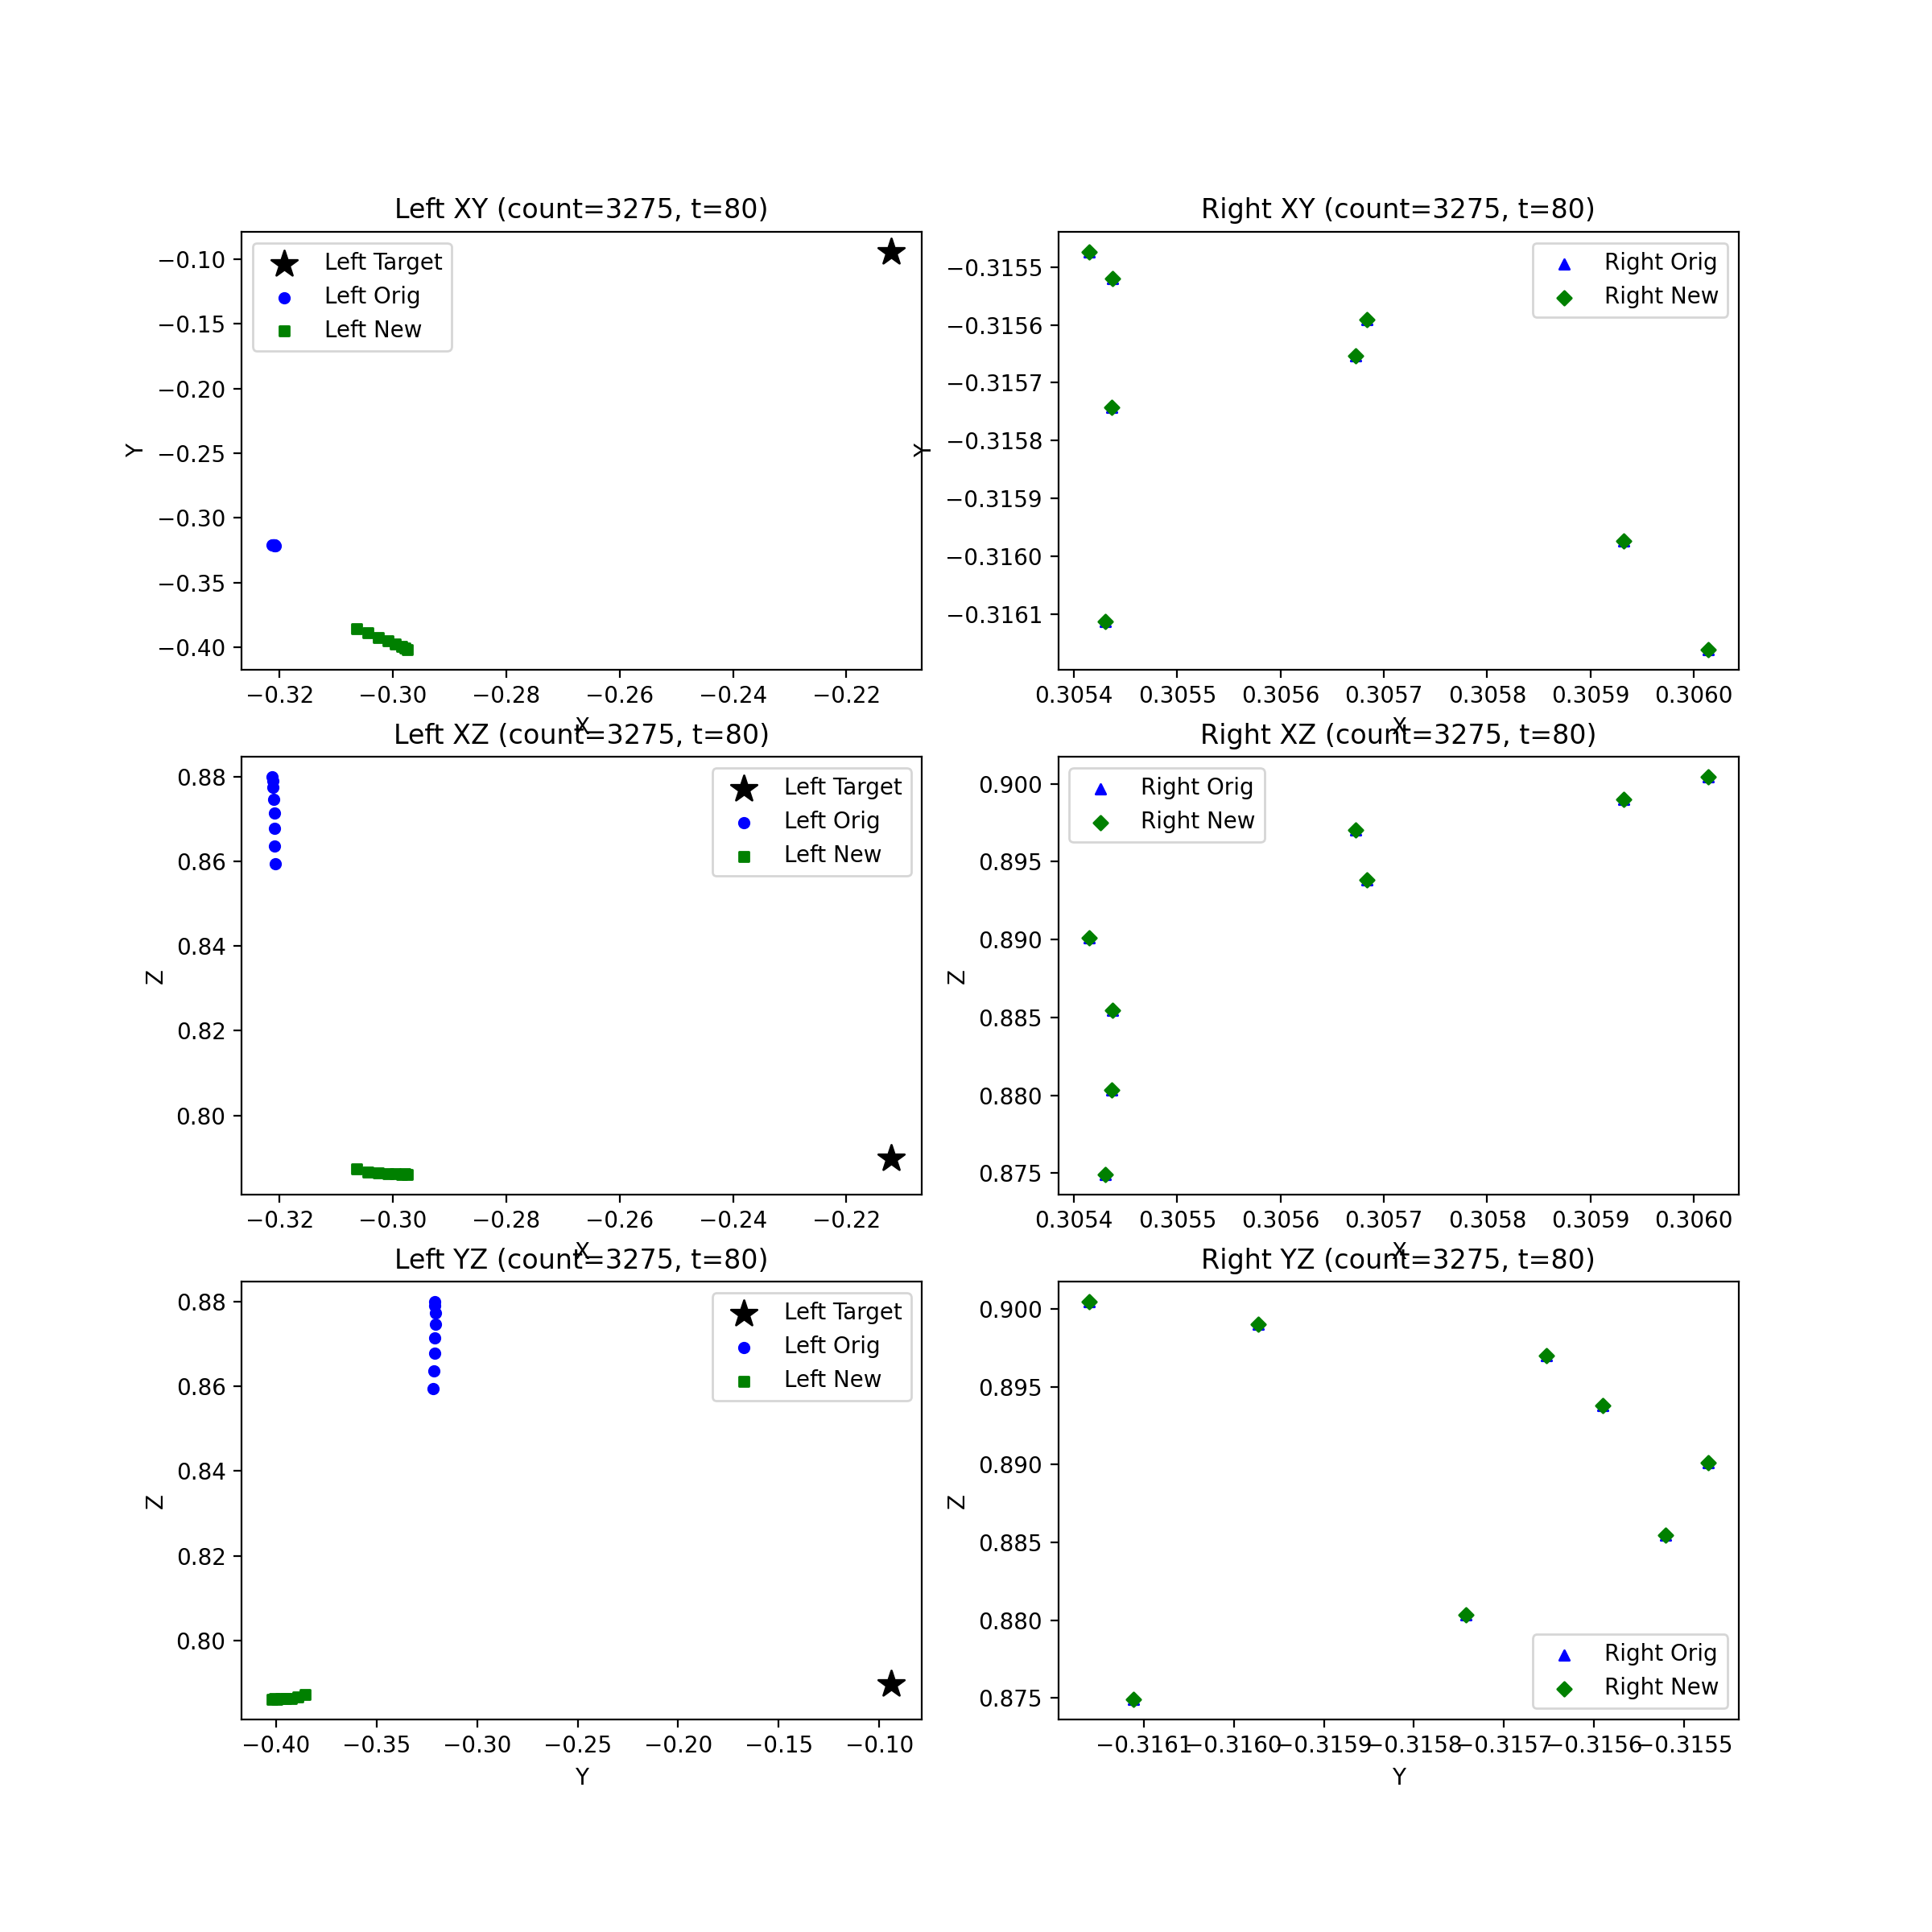 Left XY (count=3275, t=80)
−0.10
−0.15
−0.20
−0.25
−0.30
−0.35
−0.40
Y
Left Target
Left Orig
Left New
−0.32 −0.30 −0.28 −0.26 −0.24 −0.22
X
Right XY (count=3275, t=80)
−0.3155
−0.3156
−0.3157
−0.3158
−0.3159
−0.3160
−0.3161
Y
Right Orig
Right New
0.3054 0.3055 0.3056 0.3057 0.3058 0.3059 0.3060
X
Left XZ (count=3275, t=80)
0.88
0.86
0.84
0.82
0.80
Z
Left Target
Left Orig
Left New
−0.32 −0.30 −0.28 −0.26 −0.24 −0.22
X
Right XZ (count=3275, t=80)
0.900
0.895
0.890
0.885
0.880
0.875
Z
Right Orig
Right New
0.3054 0.3055 0.3056 0.3057 0.3058 0.3059 0.3060
X
Left YZ (count=3275, t=80)
0.88
0.86
0.84
0.82
0.80
Z
Left Target
Left Orig
Left New
−0.40 −0.35 −0.30 −0.25 −0.20 −0.15 −0.10
Y
Right YZ (count=3275, t=80)
0.900
0.895
0.890
0.885
0.880
0.875
Z
Right Orig
Right New
−0.3161 −0.3160 −0.3159 −0.3158 −0.3157 −0.3156 −0.3155
Y